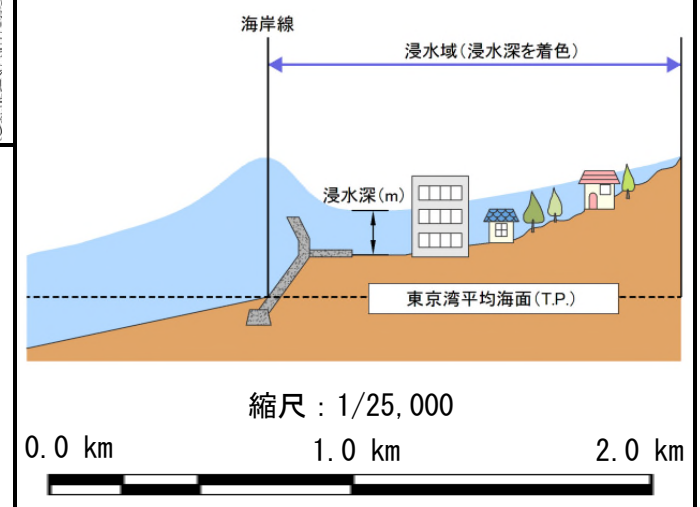 海岸線
浸水域（浸水深を着色）
浸水深（m）
東京湾平均海面（T.P.）
縮尺：1/25,000
0.0 km 1.0 km 2.0 km